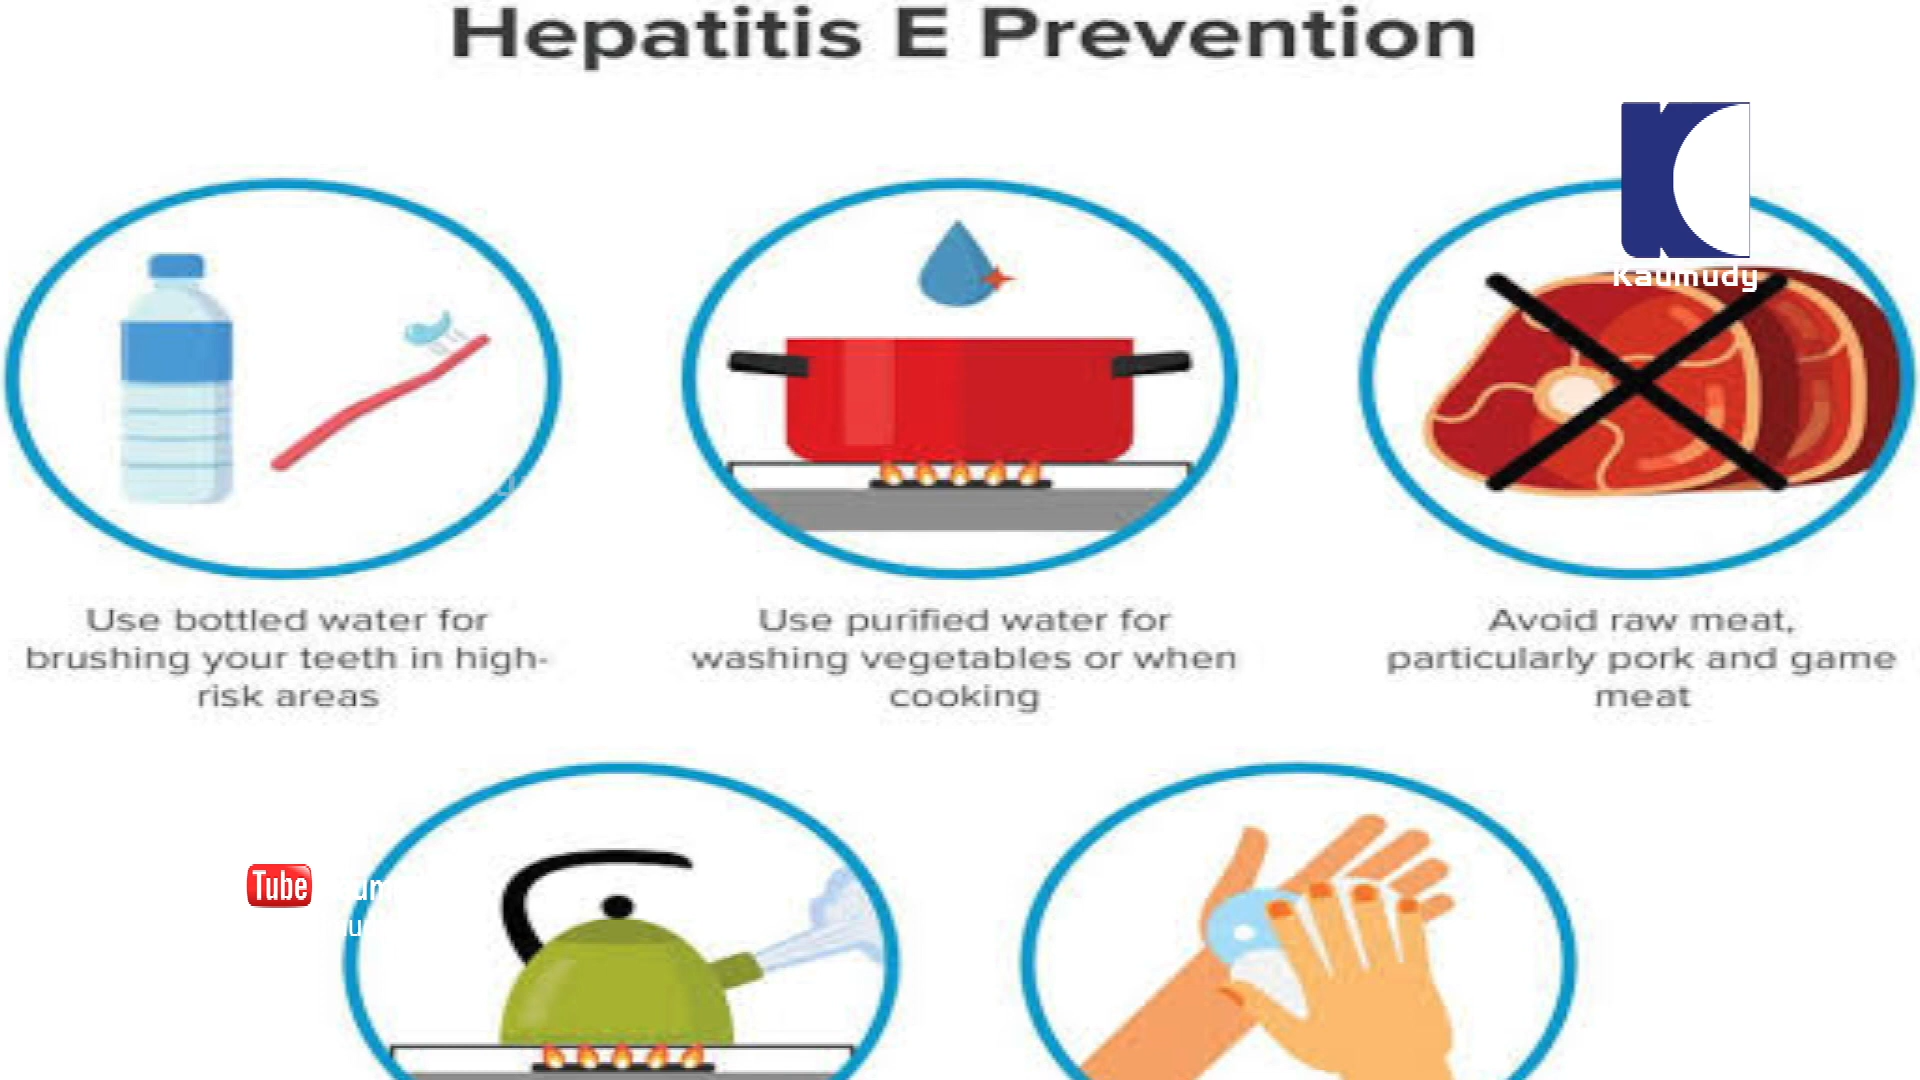 Hepatitis E Prevention
Kaumudy
Use bottled water for
brushing your teeth in high-
risk areas
Use purified water for
washing vegetables or when
cooking
Avoid raw meat,
particularly pork and game
meat
Tube